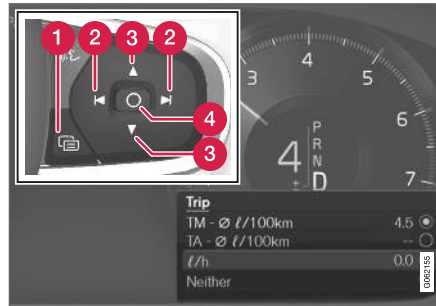 1
2
3
2
4
3
3
4
5
6
7
4
±
P
R
N
D
Trip
TM - Ø ℓ/100km 4.5
TA - Ø ℓ/100km --
ℓ/h 0.0
Neither
G062155